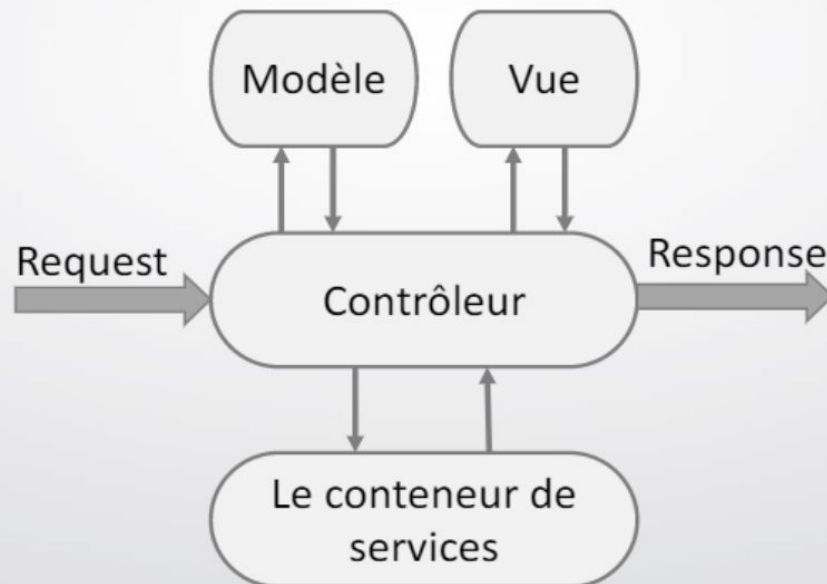 Modèle
Vue
Request
Contrôleur
Response
Le conteneur de
services